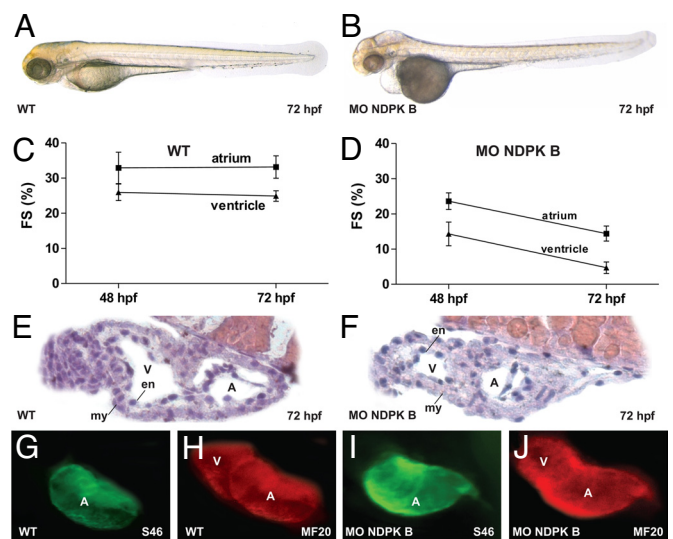 A
WT
72 hpf
B
MO NDPK B
72 hpf
C
WT
FS (%)
40
30
20
10
0
atrium
ventricle
48 hpf
72 hpf
D
MO NDPK B
FS (%)
40
30
20
10
0
atrium
ventricle
48 hpf
72 hpf
E
V
en
A
my
WT
72 hpf
F
en
V
A
my
MO NDPK B
72 hpf
G
A
WT
S46
H
V
A
WT
MF20
I
A
MO NDPK B
S46
J
V
A
MO NDPK B
MF20